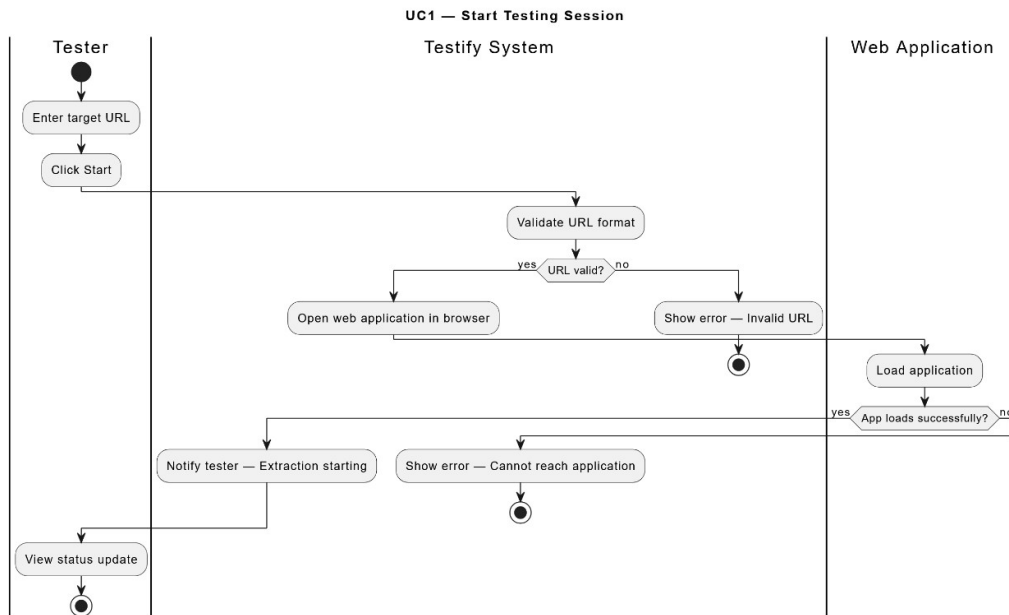 UC1 — Start Testing Session
Tester
Testify System
Web Application
Enter target URL
Click Start
Validate URL format
yes
URL valid?
no
Open web application in browser
Show error — Invalid URL
Load application
yes
App loads successfully?
no
Notify tester — Extraction starting
Show error — Cannot reach application
View status update